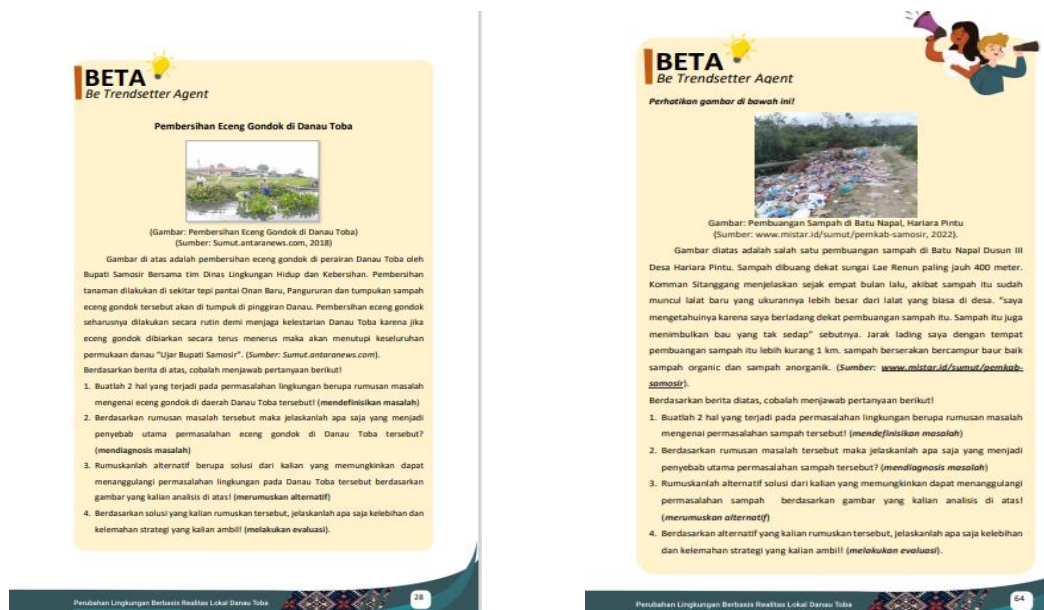 BETA
Be Trendsetter Agent
Pembersihan Eceng Gondok di Danau Toba
(Gambar: Pembersihan Eceng Gondok di Danau Toba)
(Sumber: Sumut.antaranews.com, 2018)
Gambar di atas adalah pembersihan eceng gondok di perairan Danau Toba oleh
Bupati Samosir Bersama tim Dinas Lingkungan Hidup dan Kebersihan. Pembersihan
tanaman dilakukan di sekitar tepi pantai Onan Baru, Pangururan dan tumpukan sampah
eceng gondok tersebut akan di tumpuk di pinggiran Danau. Pembersihan eceng gondok
seharusnya dilakukan secara rutin demi menjaga kelestarian Danau Toba karena jika
eceng gondok dibiarkan secara terus menerus maka akan menutupi keseluruhan
permukaan danau “Ujar Bupati Samosir”. (Sumber: Sumut.antaranews.com).
Berdasarkan berita di atas, cobalah menjawab pertanyaan berikut!
1. Buatlah 2 hal yang terjadi pada permasalahan lingkungan berupa rumusan masalah
mengenai eceng gondok di daerah Danau Toba tersebut! (mendefinisikan masalah)
2. Berdasarkan rumusan masalah tersebut maka jelaskanlah apa saja yang menjadi
penyebab utama permasalahan eceng gondok di Danau Toba tersebut?
(mendiagnosis masalah)
3. Rumuskanlah alternatif berupa solusi dari kalian yang memungkinkan dapat
menanggulangi permasalahan lingkungan pada Danau Toba tersebut berdasarkan
gambar yang kalian analisis di atas! (merumuskan alternatif)
4. Berdasarkan solusi yang kalian rumuskan tersebut, jelaskanlah apa saja kelebihan dan
kelemahan strategi yang kalian ambil! (melakukan evaluasi).
Perubahan Lingkungan Berbasis Realitas Lokal Danau Toba
28
BETA
Be Trendsetter Agent
Perhatikan gambar di bawah ini!
Gambar: Pembuangan Sampah di Batu Napal, Hariara Pintu
(Sumber: www.mistar.id/sumut/pemkab-samosir, 2022).
Gambar diatas adalah salah satu pembuangan sampah di Batu Napal Dusun III
Desa Hariara Pintu. Sampah dibuang dekat sungai Lae Renun paling jauh 400 meter.
Komman Sitanggang menjelaskan sejak empat bulan lalu, akibat sampah itu sudah
muncul lalat baru yang ukurannya lebih besar dari lalat yang biasa di desa. “saya
mengetahuinya karena saya berladang dekat pembuangan sampah itu. Sampah itu juga
menimbulkan bau yang tak sedap” sebutnya. Jarak lading saya dengan tempat
pembuangan sampah itu lebih kurang 1 km. sampah berserakan bercampur baur baik
sampah organic dan sampah anorganik. (Sumber: www.mistar.id/sumut/pemkab-
samosir).
Berdasarkan berita diatas, cobalah menjawab pertanyaan berikut!
1. Buatlah 2 hal yang terjadi pada permasalahan lingkungan berupa rumusan masalah
mengenai permasalahan sampah tersebut! (mendefinisikan masalah)
2. Berdasarkan rumusan masalah tersebut maka jelaskanlah apa saja yang menjadi
penyebab utama permasalahan sampah tersebut? (mendiagnosis masalah)
3. Rumuskanlah alternatif solusi dari kalian yang memungkinkan dapat menanggulangi
permasalahan sampah berdasarkan gambar yang kalian analisis di atas!
(merumuskan alternatif)
4. Berdasarkan alternatif yang kalian rumuskan tersebut, jelaskanlah apa saja kelebihan
dan kelemahan strategi yang kalian ambil! (melakukan evaluasi).
Perubahan Lingkungan Berbasis Realitas Lokal Danau Toba
64